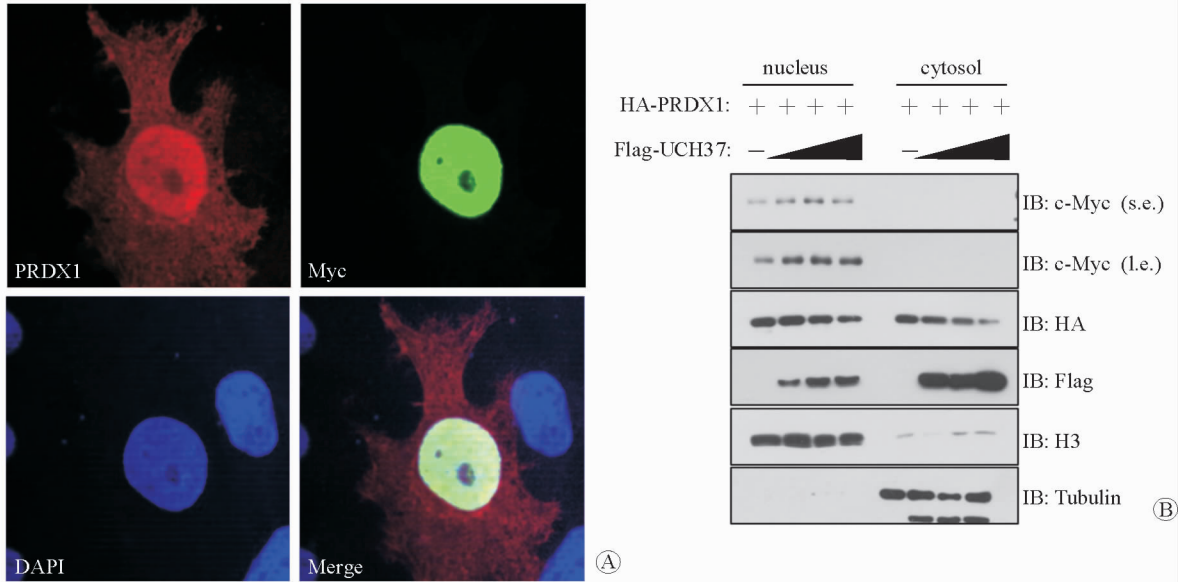 PRDX1
Myc
DAPI
Merge
Ⓐ
nucleus cytosol
HA-PRDX1: + + + + + + + +
Flag-UCH37: − −
IB: c-Myc (s.e.)
IB: c-Myc (l.e.)
IB: HA
IB: Flag
IB: H3
IB: Tubulin
Ⓑ